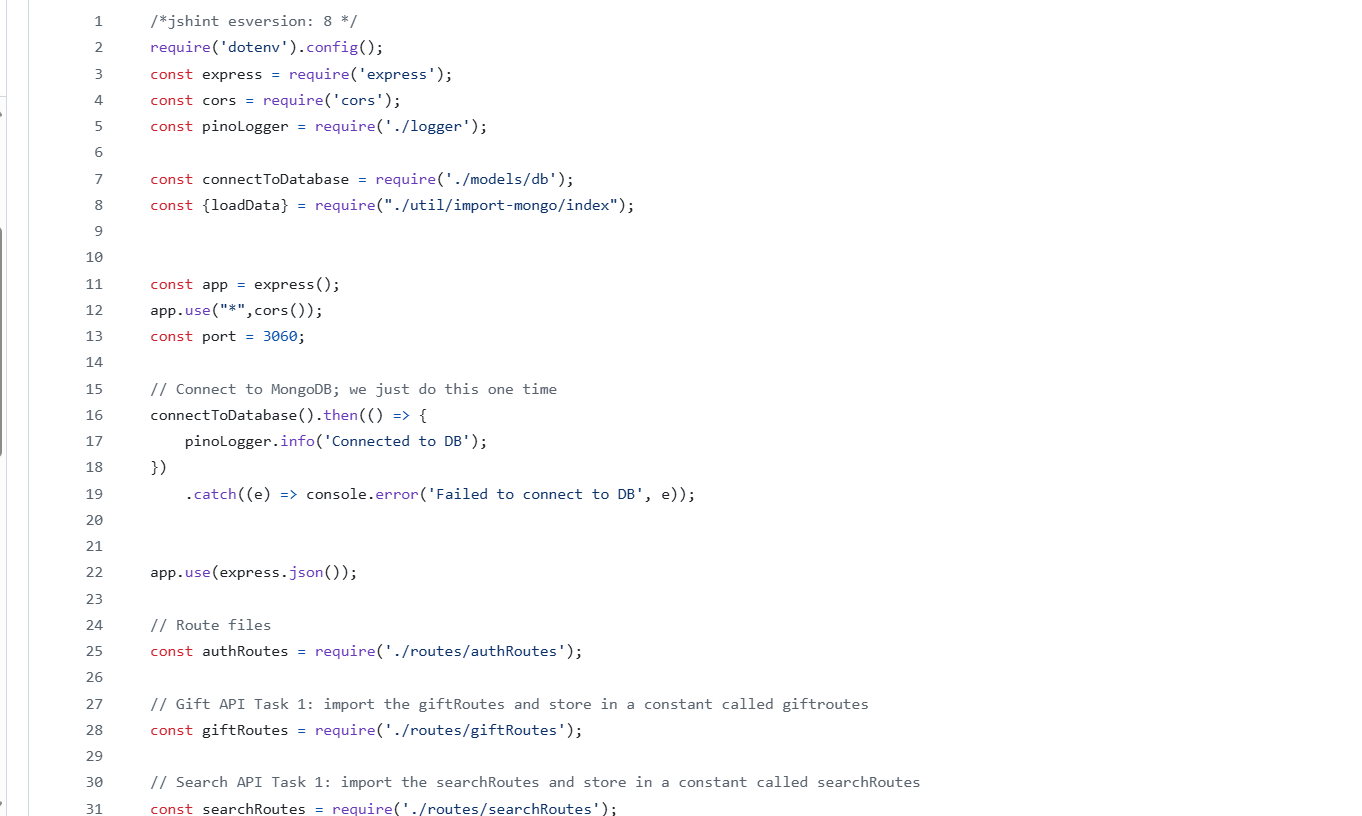 1 /*jshint esversion: 8 */
2 require('dotenv').config();
3 const express = require('express');
4 const cors = require('cors');
5 const pinoLogger = require('./logger');
6
7 const connectToDatabase = require('./models/db');
8 const {loadData} = require("./util/import-mongo/index");
9
10
11 const app = express();
12 app.use("*",cors());
13 const port = 3060;
14
15 // Connect to MongoDB; we just do this one time
16 connectToDatabase().then(() => {
17     pinoLogger.info('Connected to DB');
18 })
19     .catch((e) => console.error('Failed to connect to DB', e));
20
21
22 app.use(express.json());
23
24 // Route files
25 const authRoutes = require('./routes/authRoutes');
26
27 // Gift API Task 1: import the giftRoutes and store in a constant called giftroutes
28 const giftRoutes = require('./routes/giftRoutes');
29
30 // Search API Task 1: import the searchRoutes and store in a constant called searchRoutes
31 const searchRoutes = require('./routes/searchRoutes');